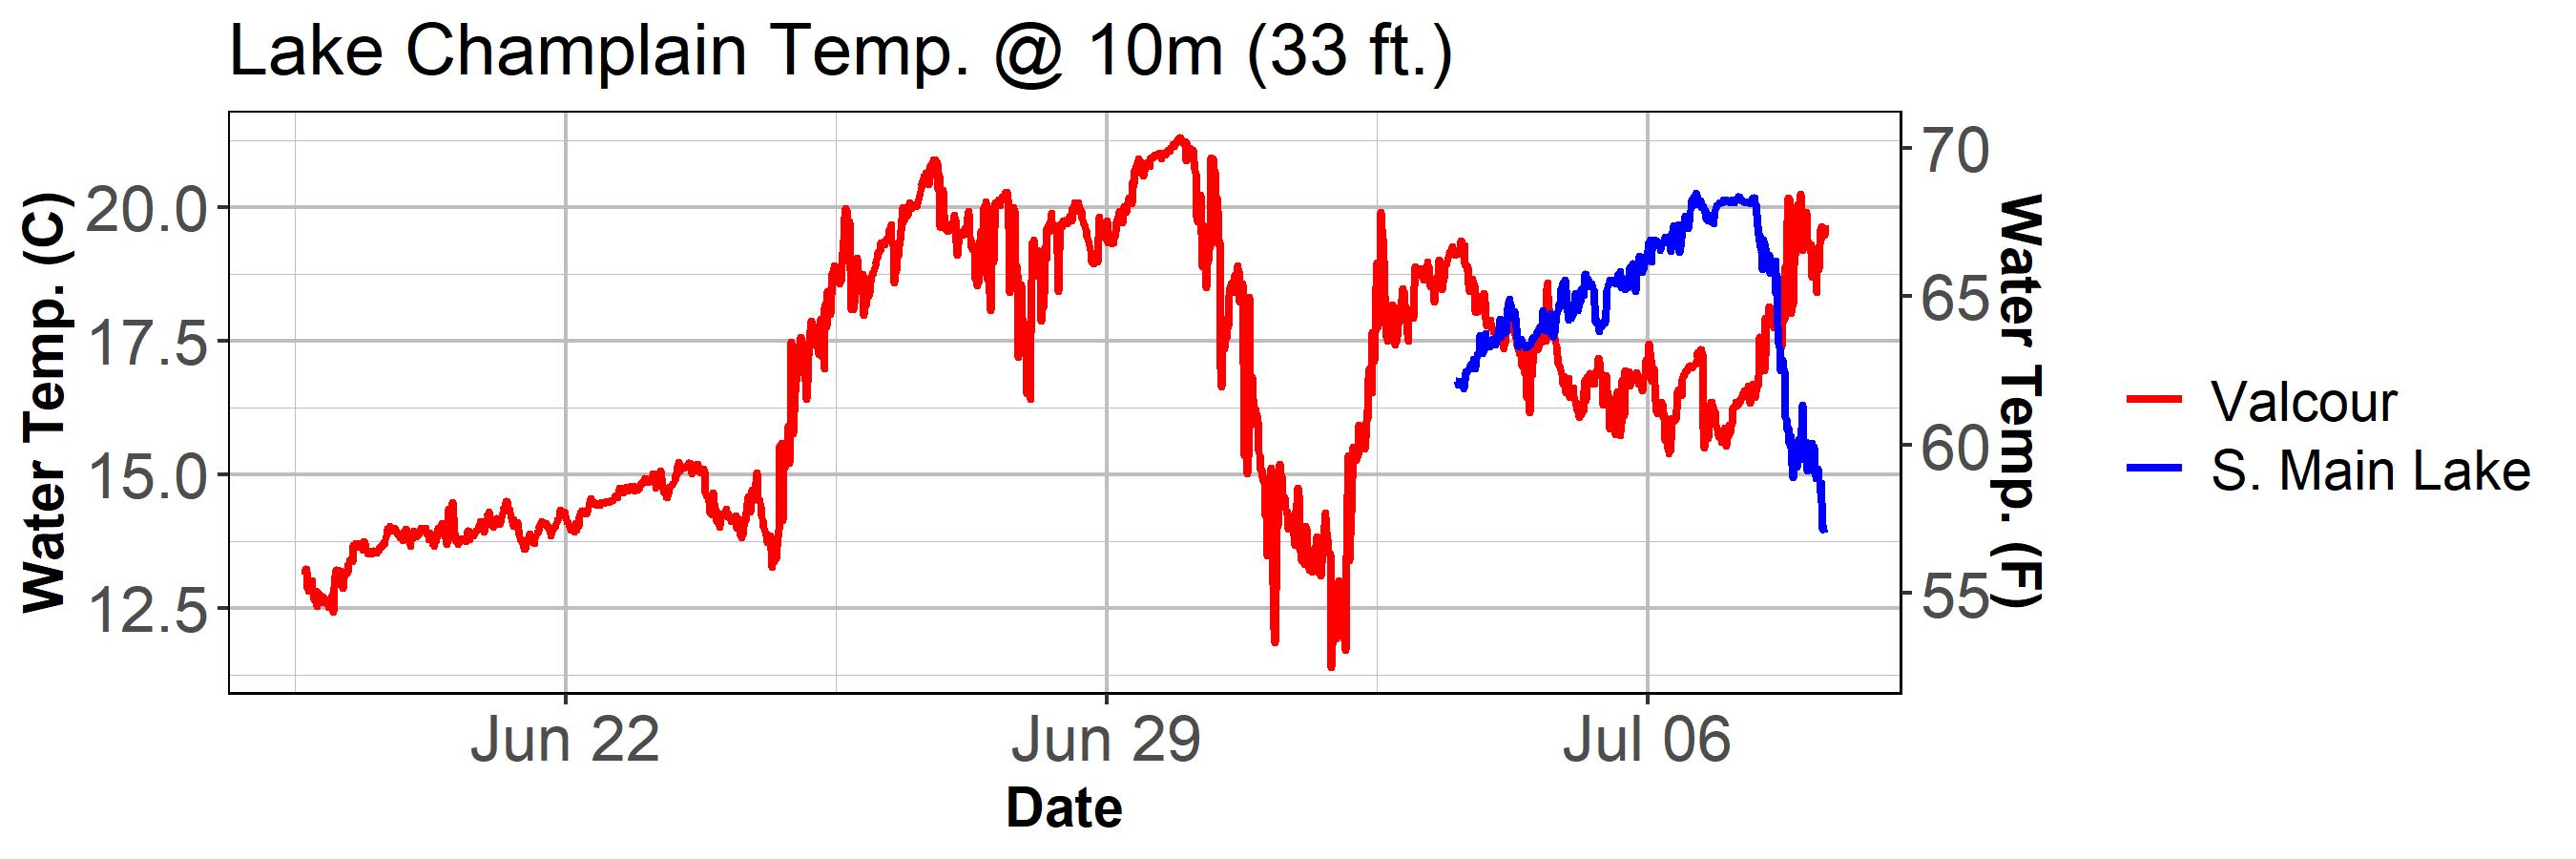 Lake Champlain Temp. @ 10m (33 ft.)
Water Temp. (C)
20.0
17.5
15.0
12.5
70
65
60
55
Water Temp. (F)
Jun 22
Jun 29
Jul 06
Date
Valcour
S. Main Lake